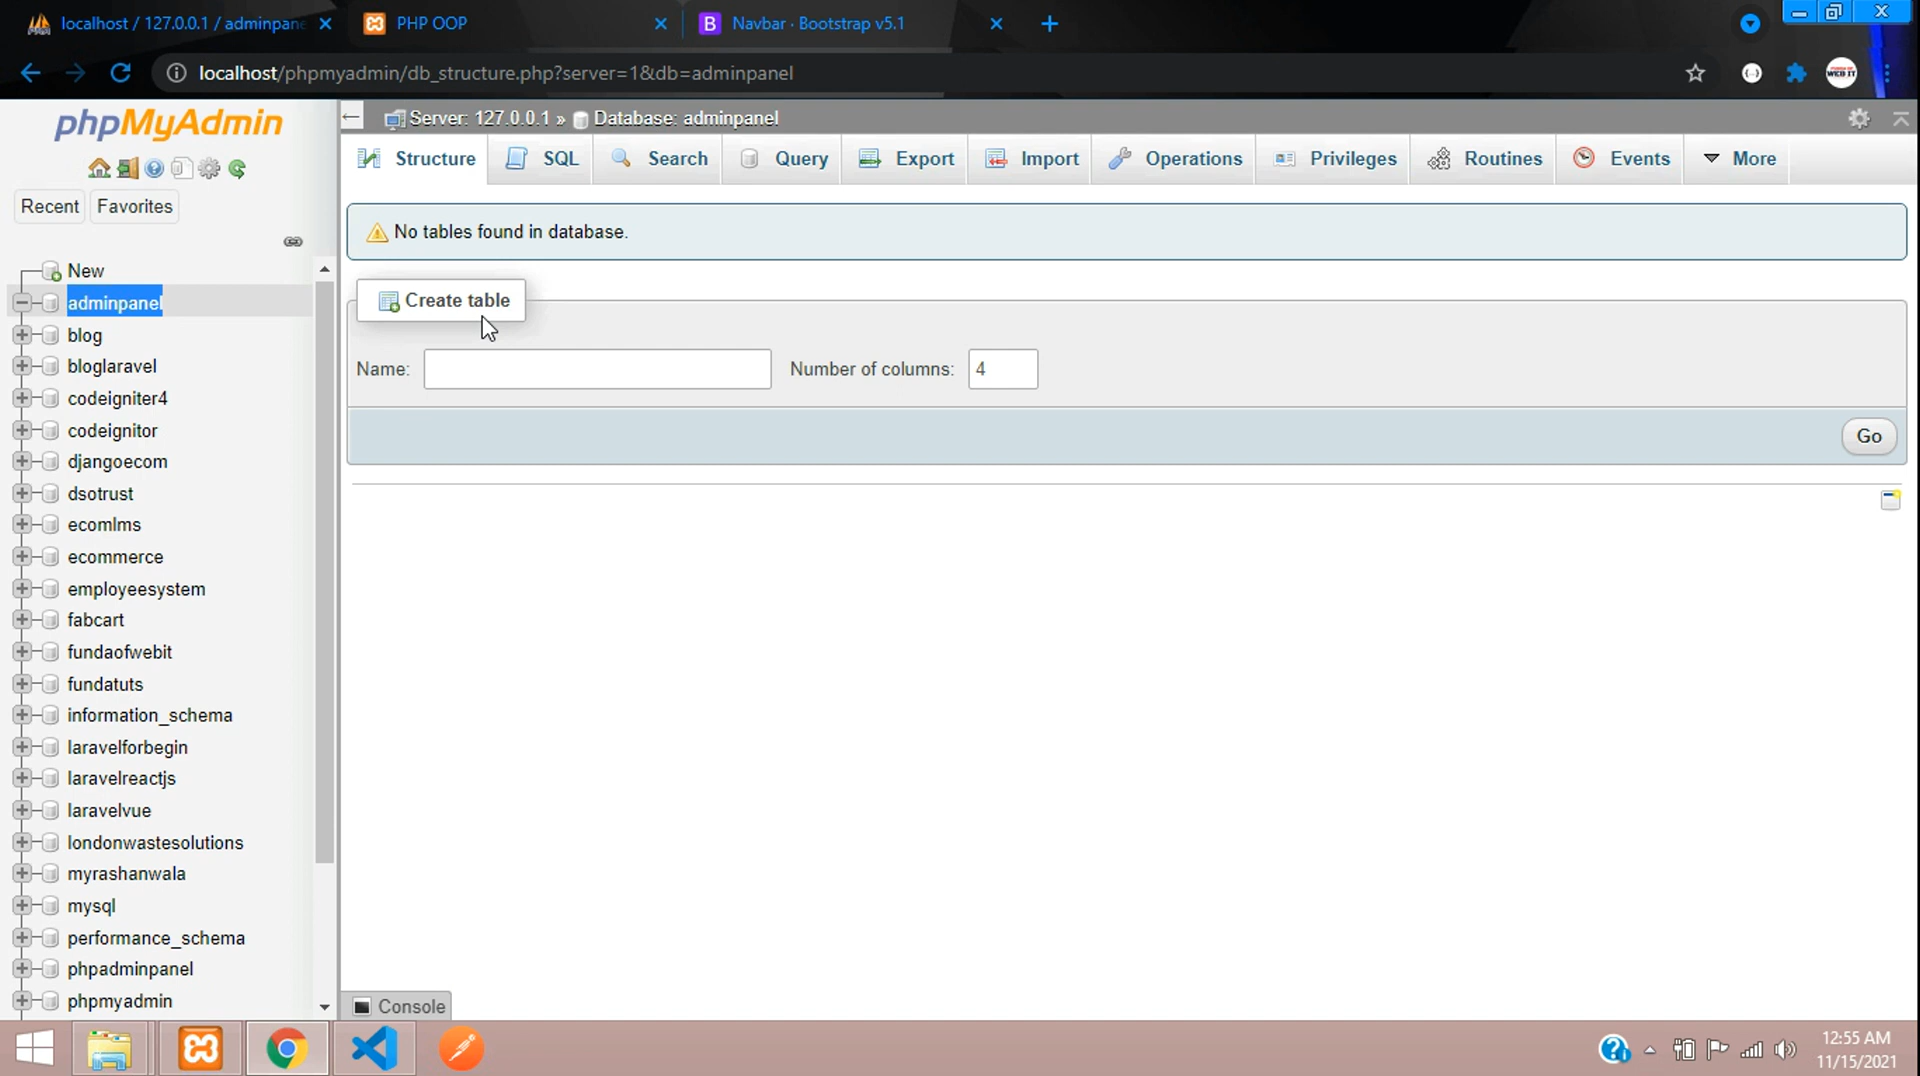 localhost / 127.0.0.1 / adminpane
PHP OOP
B Navbar · Bootstrap v5.1
localhost/phpmyadmin/db_structure.php?server=1&db=adminpanel
phpMyAdmin
Server: 127.0.0.1 » Database: adminpanel
Structure SQL Search Query Export Import Operations Privileges Routines Events More
Recent Favorites
No tables found in database.
New
adminpanel
blog
bloglaravel
codeigniter4
codeignitor
djangoecom
dsotrust
ecomlms
ecommerce
employeesystem
fabcart
fundaofwebit
fundatuts
information_schema
laravelforbegin
laravelreactjs
laravelvue
londonwastesolutions
myrashanwala
mysql
performance_schema
phpadminpanel
phpmyadmin
Create table
Name: Number of columns: 4
Go
Console
12:55 AM
11/15/2021